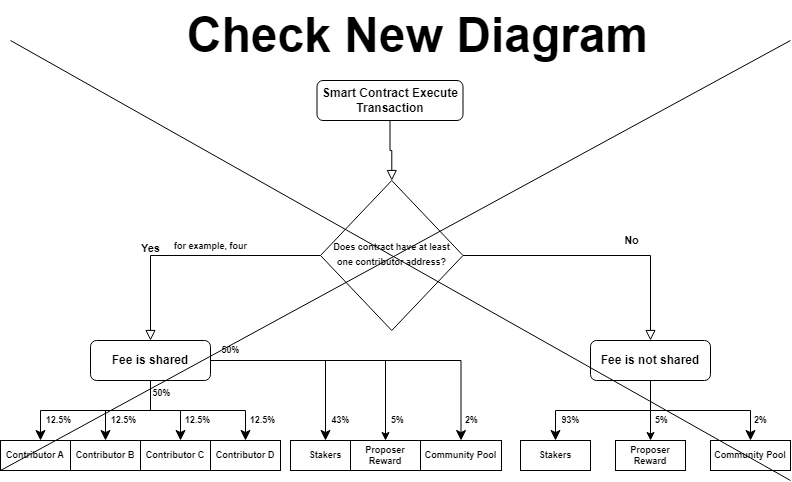 Check New Diagram
Smart Contract Execute
Transaction
Does contract have at least
one contributor address?
Yes
for example, four
No
Fee is shared
50%
Fee is not shared
50%
12.5%
12.5%
12.5%
12.5%
43%
5%
2%
93%
5%
2%
Contributor A
Contributor B
Contributor C
Contributor D
Stakers
Proposer
Reward
Community Pool
Stakers
Proposer
Reward
Community Pool